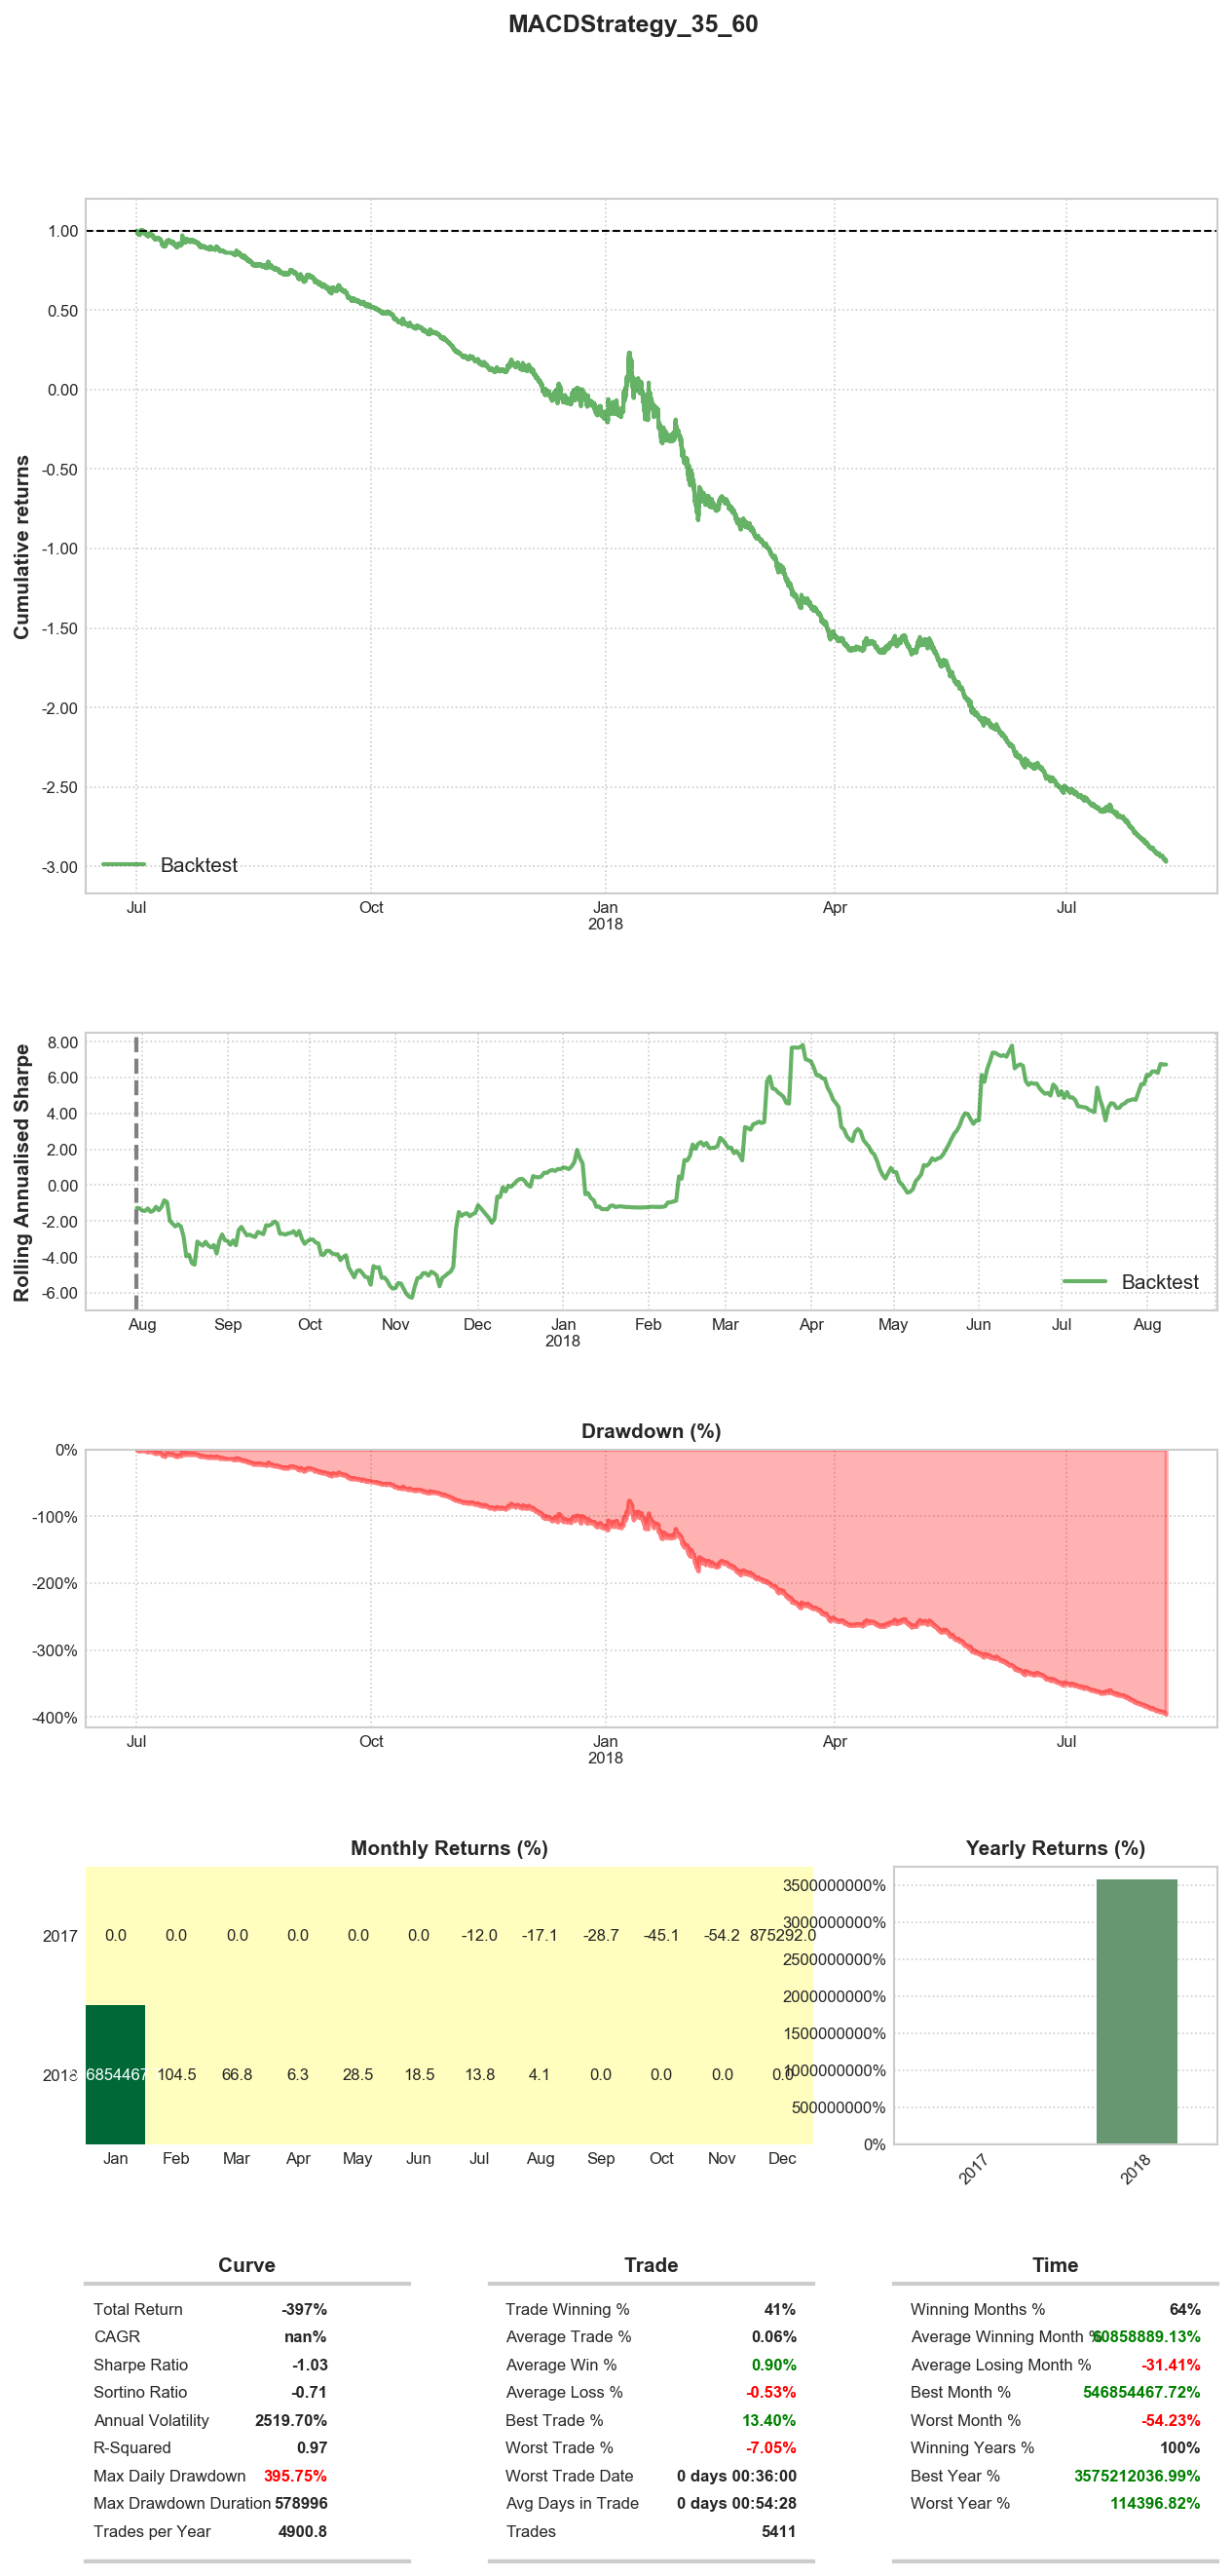 MACDStrategy_35_60
Cumulative returns
1.00
0.50
0.00
-0.50
-1.00
-1.50
-2.00
-2.50
-3.00
Backtest
Jul Oct Jan Apr Jul
2018
Rolling Annualised Sharpe
8.00
6.00
4.00
2.00
0.00
-2.00
-4.00
-6.00
Backtest
Aug Sep Oct Nov Dec Jan Feb Mar Apr May Jun Jul Aug
2018
Drawdown (%)
0%
-100%
-200%
-300%
-400%
Jul Oct Jan Apr Jul
2018
Monthly Returns (%)
2017 0.0 0.0 0.0 0.0 0.0 0.0 -12.0 -17.1 -28.7 -45.1 -54.2 875292.0
2018 6854467 104.5 66.8 6.3 28.5 18.5 13.8 4.1 0.0 0.0 0.0 0.0
Jan Feb Mar Apr May Jun Jul Aug Sep Oct Nov Dec
Yearly Returns (%)
3500000000%
3000000000%
2500000000%
2000000000%
1500000000%
1000000000%
500000000%
0%
2017 2018
Curve
Total Return -397%
CAGR nan%
Sharpe Ratio -1.03
Sortino Ratio -0.71
Annual Volatility 2519.70%
R-Squared 0.97
Max Daily Drawdown 395.75%
Max Drawdown Duration 578996
Trades per Year 4900.8
Trade
Trade Winning % 41%
Average Trade % 0.06%
Average Win % 0.90%
Average Loss % -0.53%
Best Trade % 13.40%
Worst Trade % -7.05%
Worst Trade Date 0 days 00:36:00
Avg Days in Trade 0 days 00:54:28
Trades 5411
Time
Winning Months % 64%
Average Winning Month % 60858889.13%
Average Losing Month % -31.41%
Best Month % 546854467.72%
Worst Month % -54.23%
Winning Years % 100%
Best Year % 3575212036.99%
Worst Year % 114396.82%